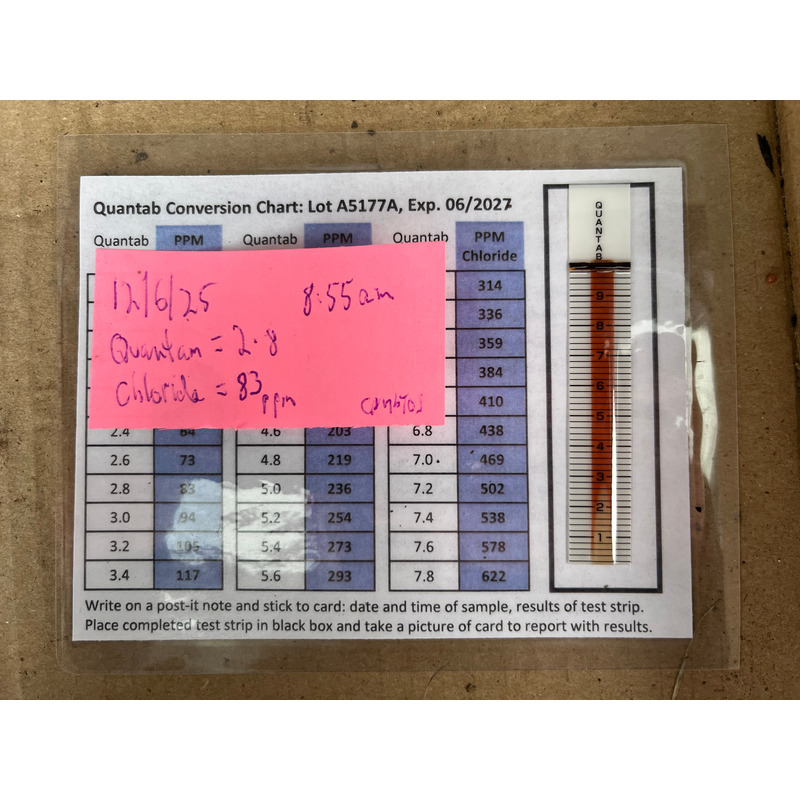 Quantab Conversion Chart: Lot A5177A, Exp. 06/2027
Quantab PPM Quantab PPM Quantab PPM
Chloride
12/6/25 8:55am
Quantam = 2.8
Chloride = 83 ppm
314
336
359
384
410
2.4 64 4.6 203 6.8 438
2.6 73 4.8 219 7.0 469
2.8 83 5.0 236 7.2 502
3.0 94 5.2 254 7.4 538
3.2 105 5.4 273 7.6 578
3.4 117 5.6 293 7.8 622
Write on a post-it note and stick to card: date and time of sample, results of test strip.
Place completed test strip in black box and take a picture of card to report with results.
QUANTAB
9
8
7
6
5
4
3
2
1